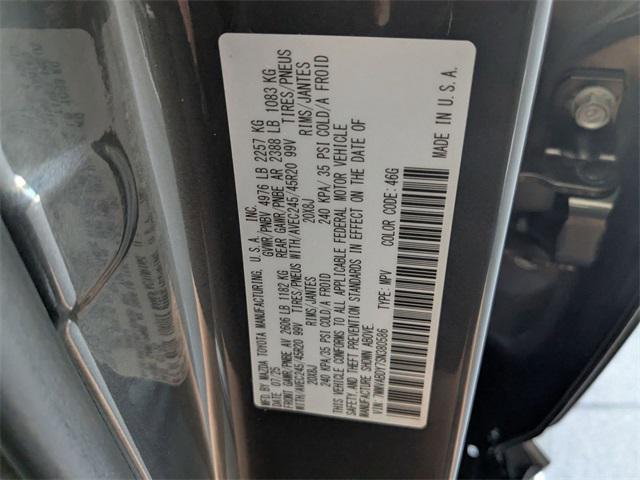 MFD. BY MAZDA TOYOTA MANUFACTURING, U.S.A. INC.
DATE: 07/25 GVWR/PNBV 4976 LB 2257 KG
FRONT GAWR/PNBE AV 2606 LB 1182 KG REAR GAWR/PNBE AR 2388 LB 1083 KG
WITH/AVEC245/45R20 99V TIRES/PNEUS WITH/AVEC245/45R20 99V TIRES/PNEUS
20X8J RIMS/JANTES 20X8J RIMS/JANTES
240 KPA/35 PSI COLD/A FROID 240 KPA/35 PSI COLD/A FROID
THIS VEHICLE CONFORMS TO ALL APPLICABLE FEDERAL MOTOR VEHICLE
SAFETY AND THEFT PREVENTION STANDARDS IN EFFECT ON THE DATE OF
MANUFACTURE SHOWN ABOVE.
VIN: TYPE: MPV COLOR CODE: 46G
MADE IN U.S.A.